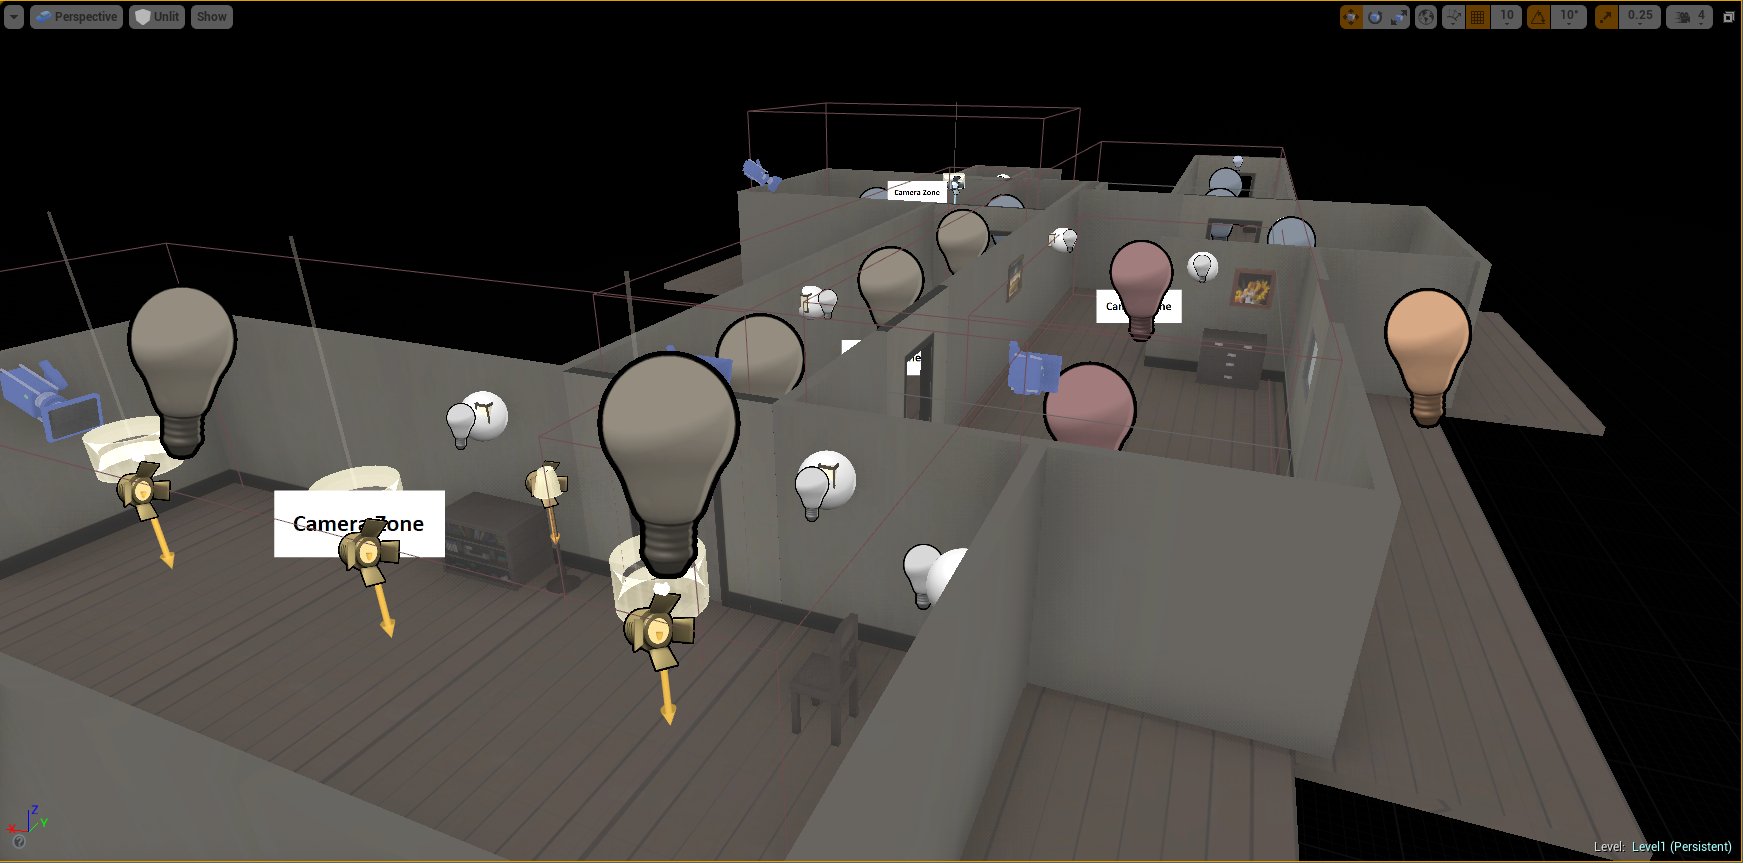 Perspective
Unlit
Show
10
10°
0.25
4
Camera Zone
Camera Zone
Z
X
Y
?
Level: Level1 (Persistent)